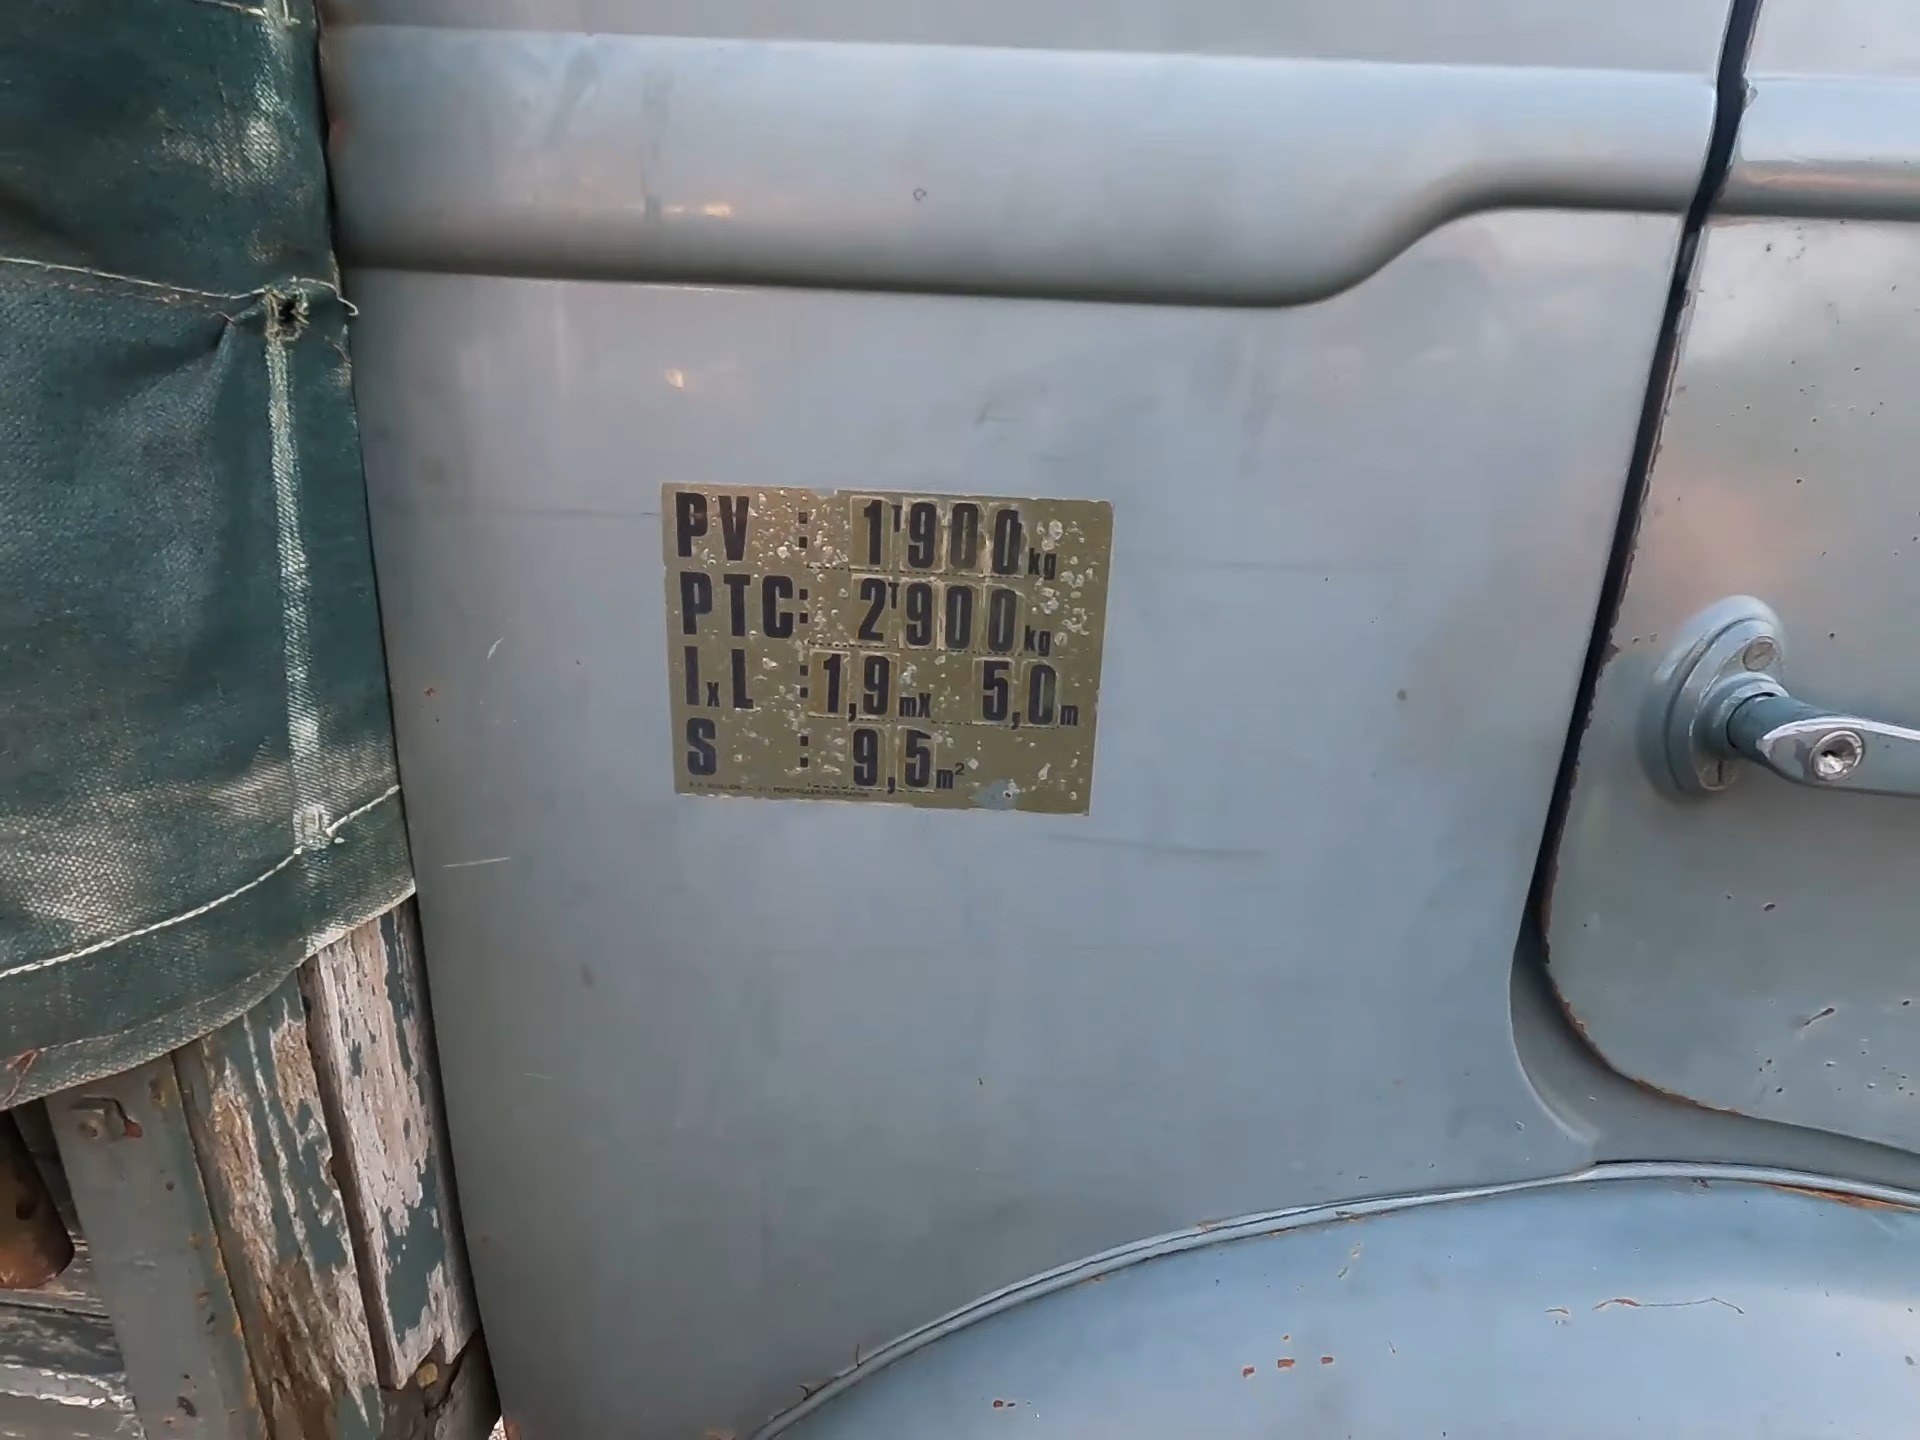 PV : 1T900kg
PTC: 2T900kg
lxL : 1,9mx 5,0m
S : 9,5m²